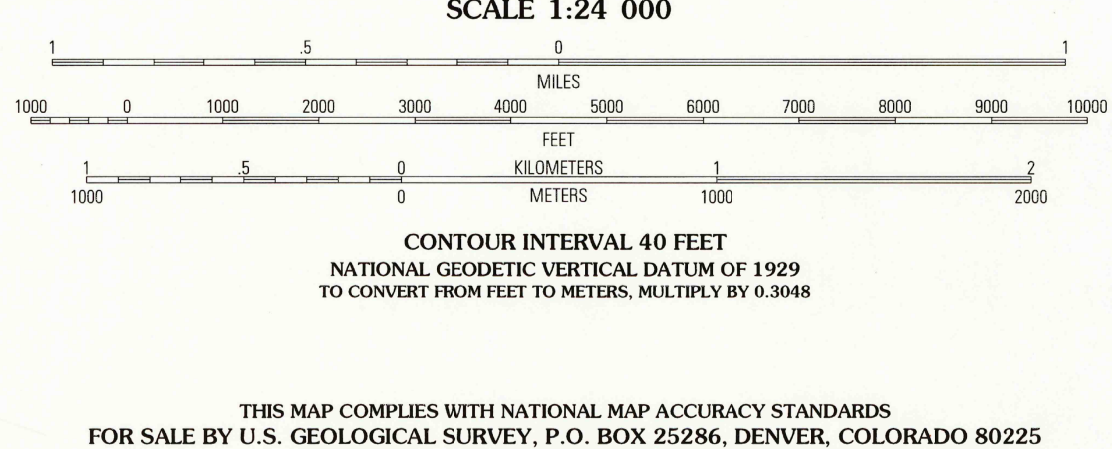 SCALE 1:24 000
1 .5 0 1
MILES
1000 0 1000 2000 3000 4000 5000 6000 7000 8000 9000 10000
FEET
1 .5 0 KILOMETERS 1 2
1000 0 METERS 1000 2000
CONTOUR INTERVAL 40 FEET
NATIONAL GEODETIC VERTICAL DATUM OF 1929
TO CONVERT FROM FEET TO METERS, MULTIPLY BY 0.3048
THIS MAP COMPLIES WITH NATIONAL MAP ACCURACY STANDARDS
FOR SALE BY U.S. GEOLOGICAL SURVEY, P.O. BOX 25286, DENVER, COLORADO 80225